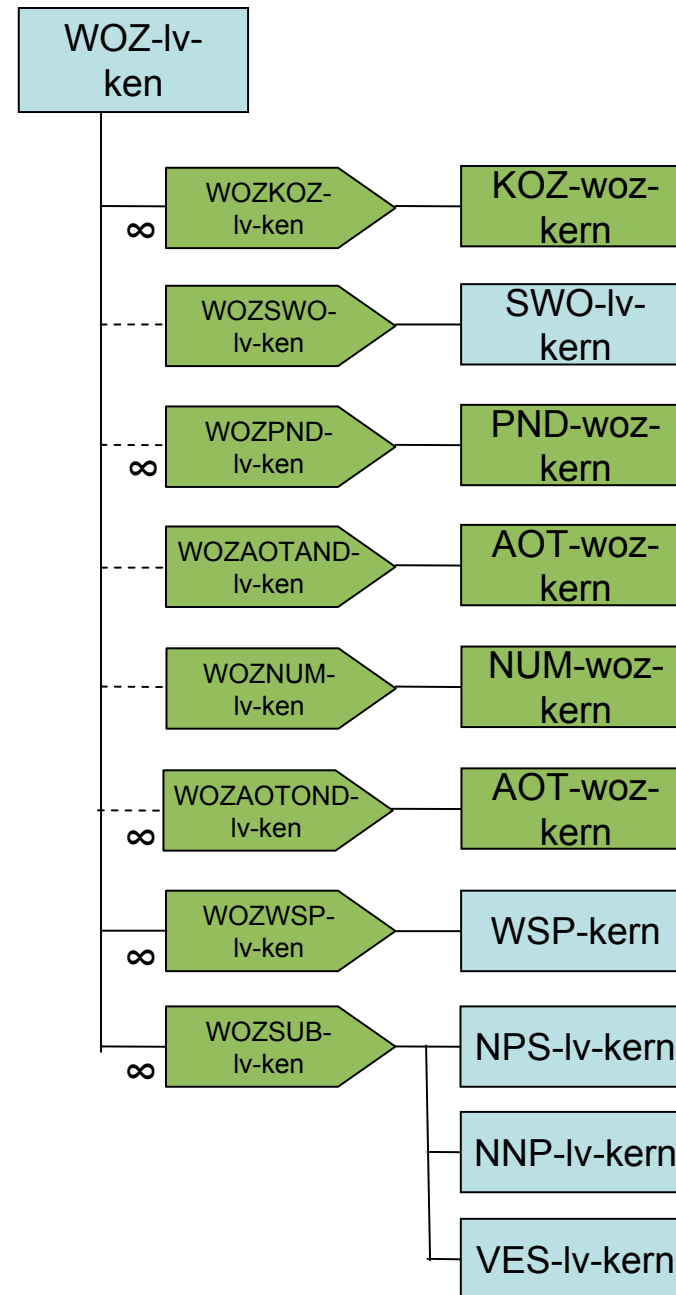 WOZ-lv-
ken
WOZKOZ-
lv-ken
KOZ-woz-
kern
∞
WOZSWO-
lv-ken
SWO-lv-
kern
WOZPND-
lv-ken
PND-woz-
kern
∞
WOZAOTAND-
lv-ken
AOT-woz-
kern
WOZNUM-
lv-ken
NUM-woz-
kern
WOZAOTOND-
lv-ken
AOT-woz-
kern
∞
WOZWSP-
lv-ken
WSP-kern
∞
WOZSUB-
lv-ken
NPS-lv-kern
∞
NNP-lv-kern
VES-lv-kern